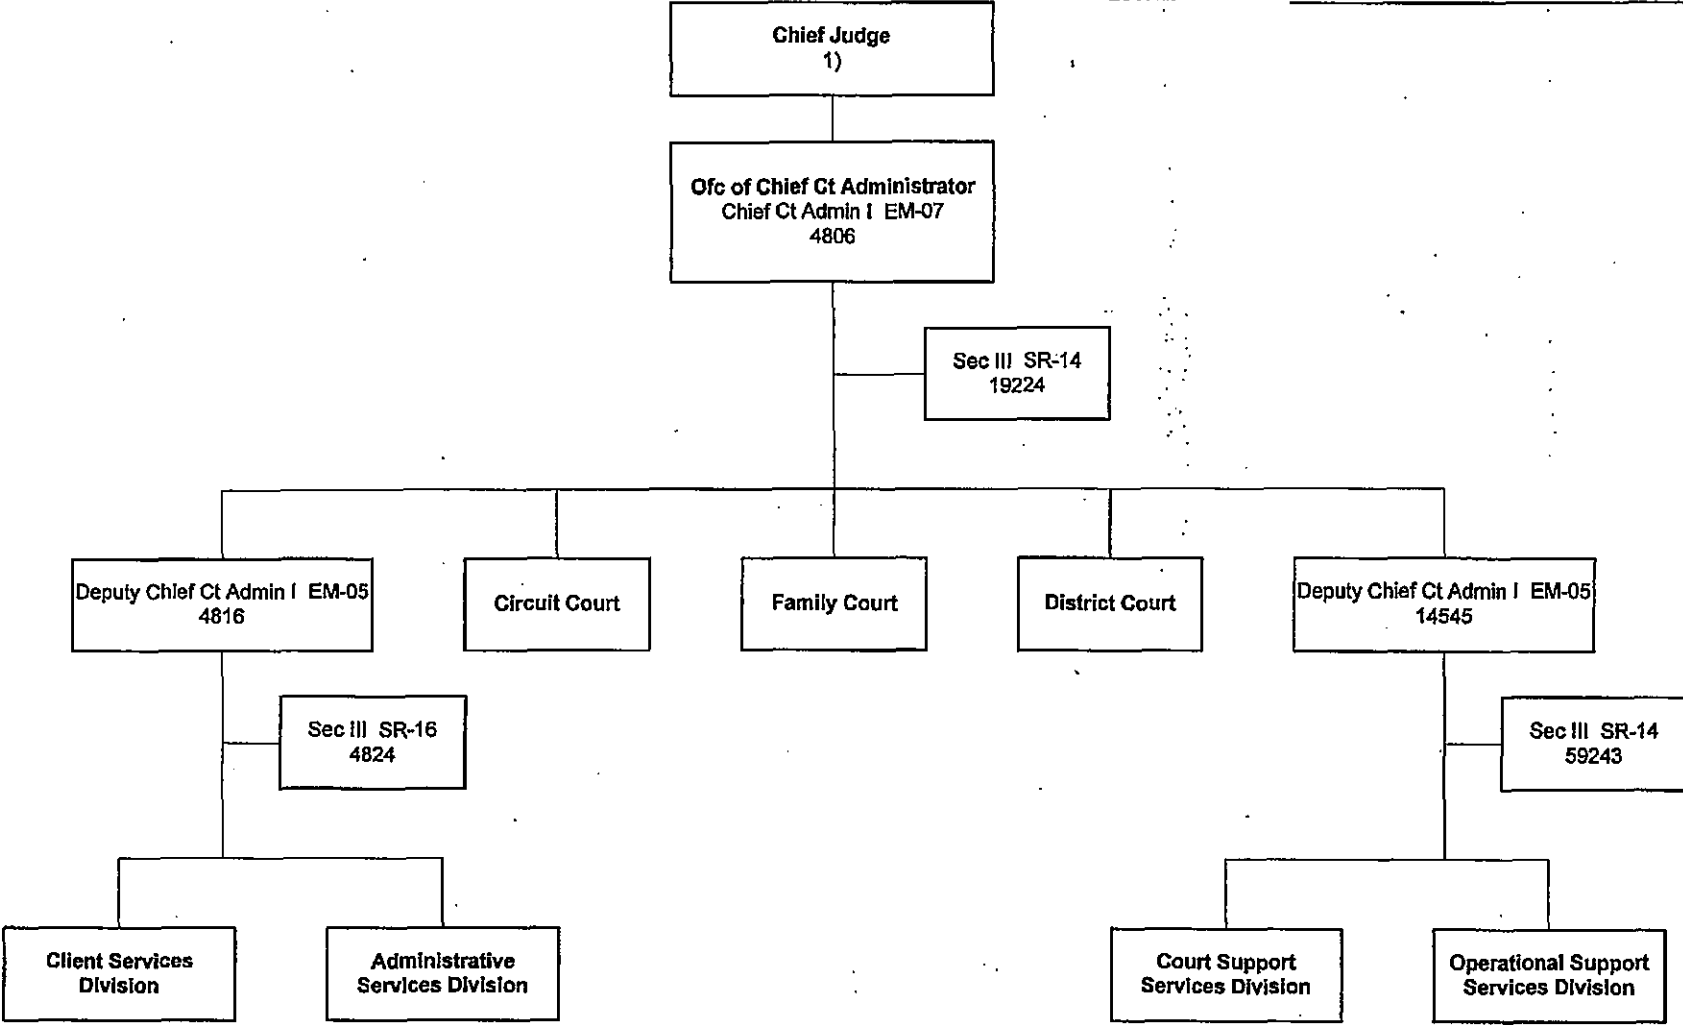 Chief Judge
1)
Ofc of Chief Ct Administrator
Chief Ct Admin I EM-07
4806
Sec III SR-14
19224
Deputy Chief Ct Admin I EM-05
4816
Circuit Court
Family Court
District Court
Deputy Chief Ct Admin I EM-05
14545
Sec III SR-16
4824
Sec III SR-14
59243
Client Services
Division
Administrative
Services Division
Court Support
Services Division
Operational Support
Services Division